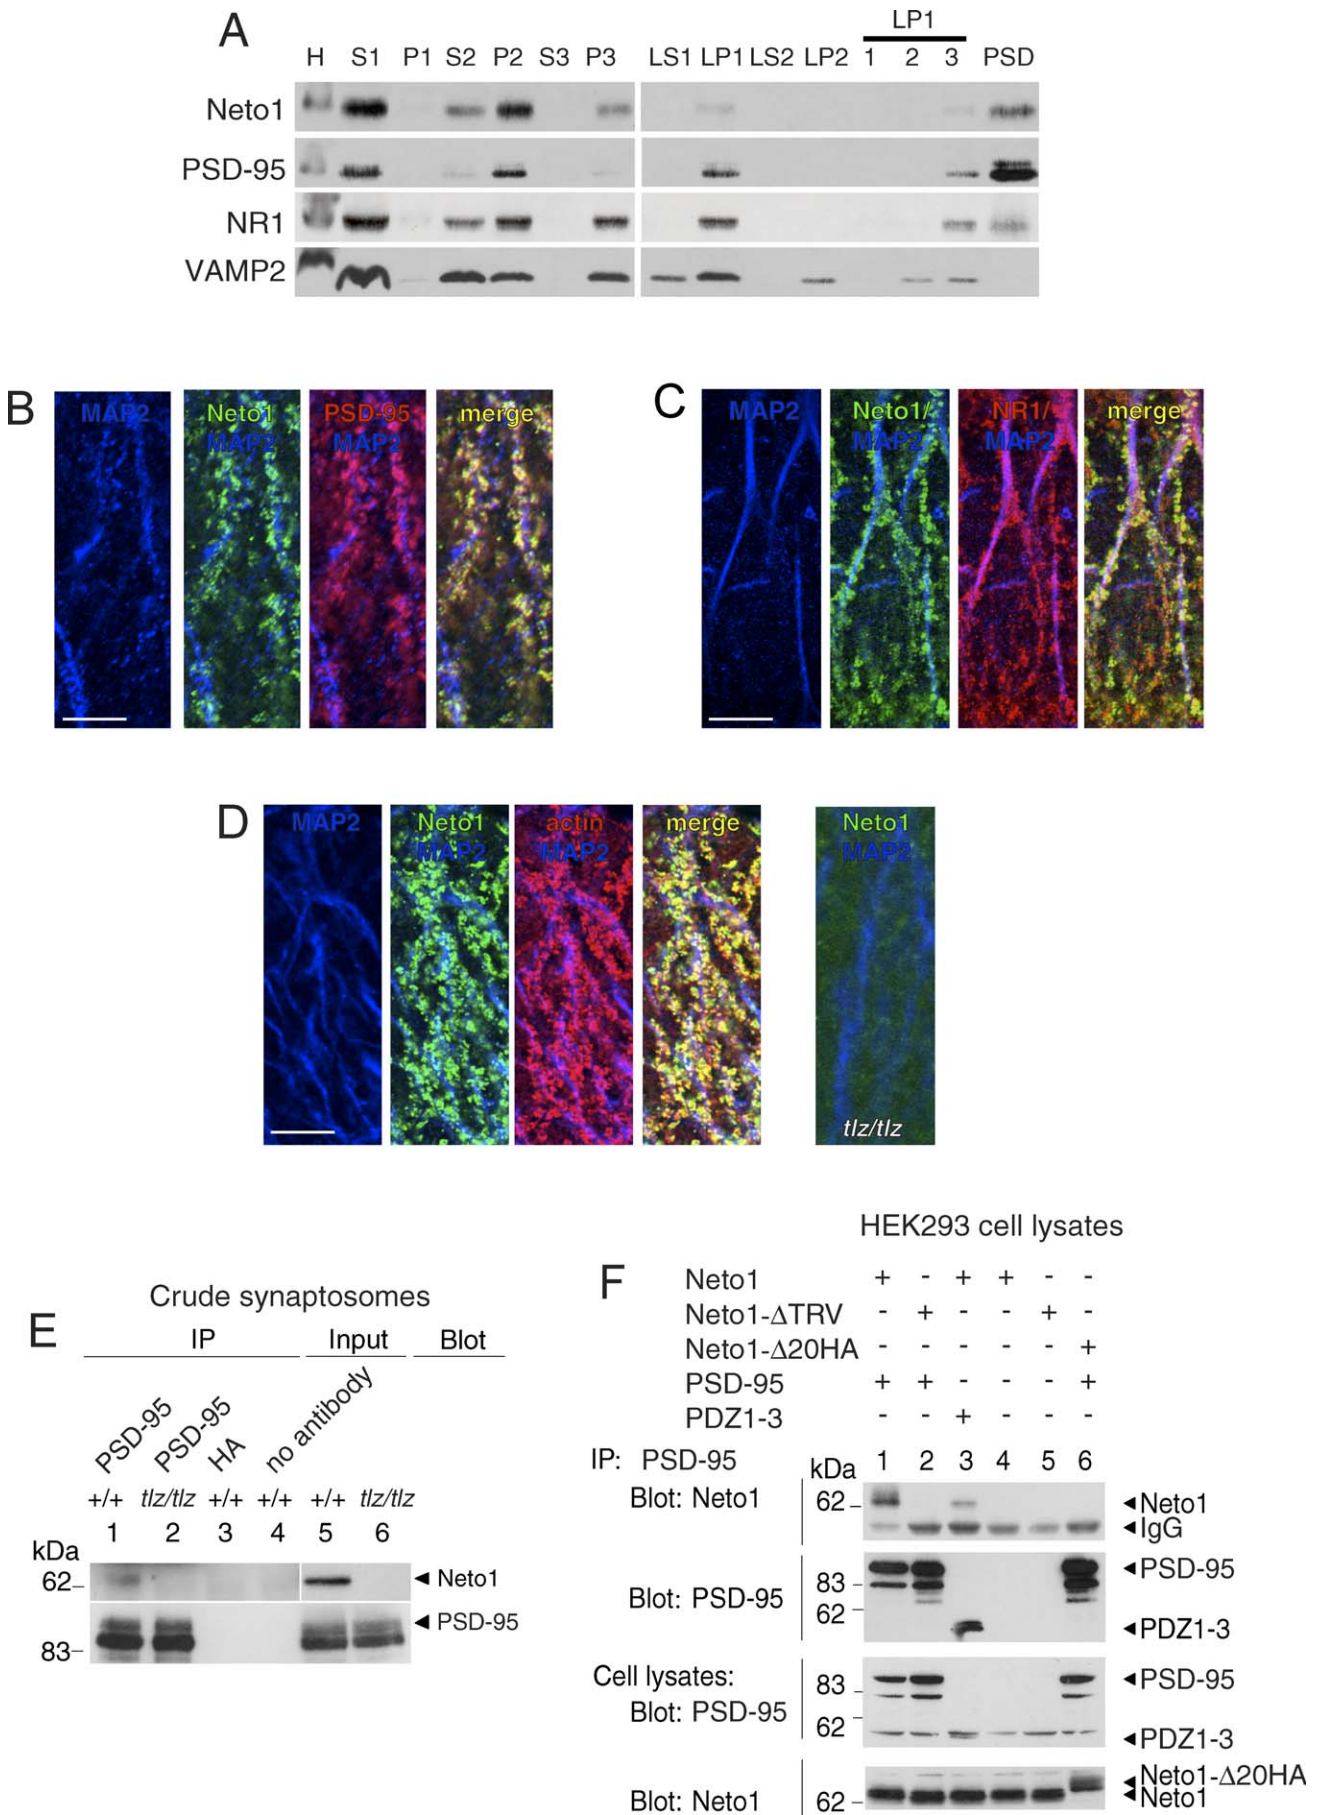 A
LP1
H S1 P1 S2 P2 S3 P3 LS1 LP1 LS2 LP2 1 2 3 PSD
Neto1
PSD-95
NR1
VAMP2
B
MAP2 Neto1 PSD-95 merge
MAP2 MAP2
C
MAP2 Neto1/ NR1/ merge
MAP2 MAP2
D
MAP2 Neto1 actin merge Neto1
MAP2 MAP2 MAP2
tlz/tlz
E
Crude synaptosomes
IP Input Blot
PSD-95 PSD-95 HA no antibody
+/+ tlz/tlz +/+ +/+ +/+ tlz/tlz
1 2 3 4 5 6
kDa
62 Neto1
PSD-95
83
HEK293 cell lysates
F
Neto1 + - + + - -
Neto1-ΔTRV - + - - + -
Neto1-Δ20HA - - - - - +
PSD-95 + + - - - +
PDZ1-3 - - + - - -
IP: PSD-95 kDa 1 2 3 4 5 6
Blot: Neto1 62 Neto1
IgG
PSD-95
Blot: PSD-95 83
62
PDZ1-3
Cell lysates: PSD-95
83
Blot: PSD-95
62 PDZ1-3
Neto1-Δ20HA
Blot: Neto1 62 Neto1